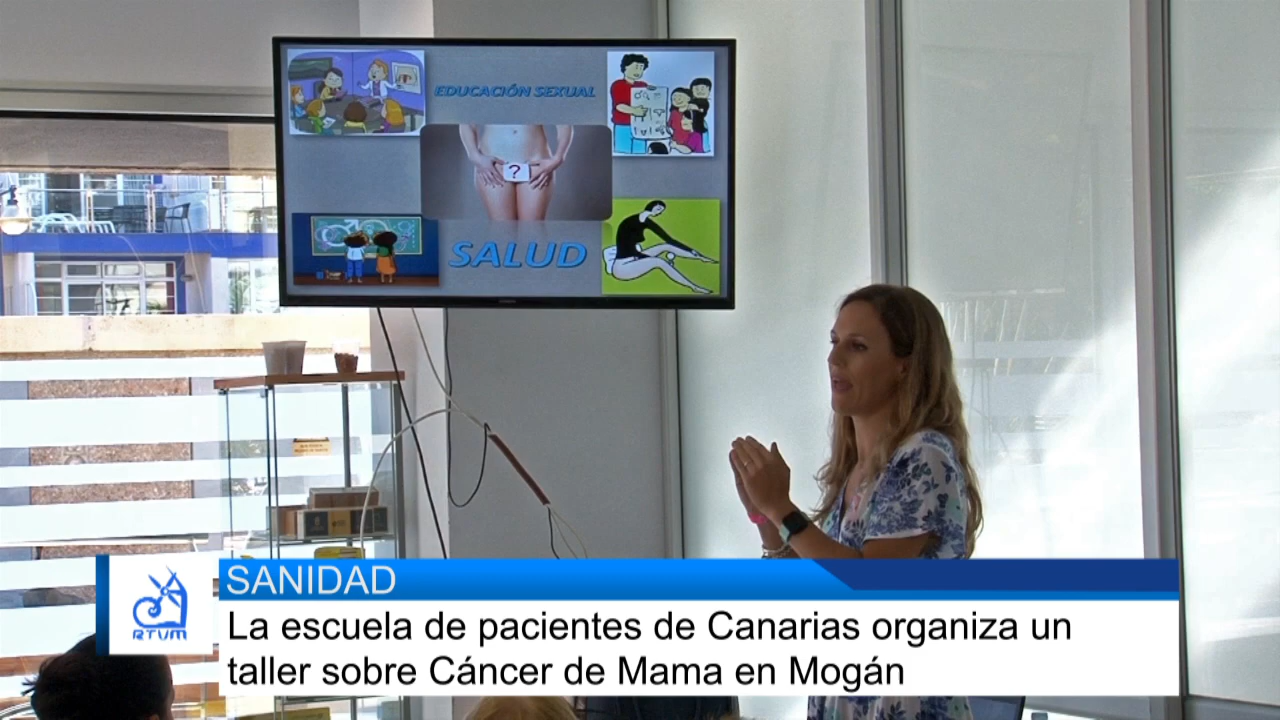 EDUCACIÓN SEXUAL
?
SALUD
SANIDAD
La escuela de pacientes de Canarias organiza un
taller sobre Cáncer de Mama en Mogán
RTVM